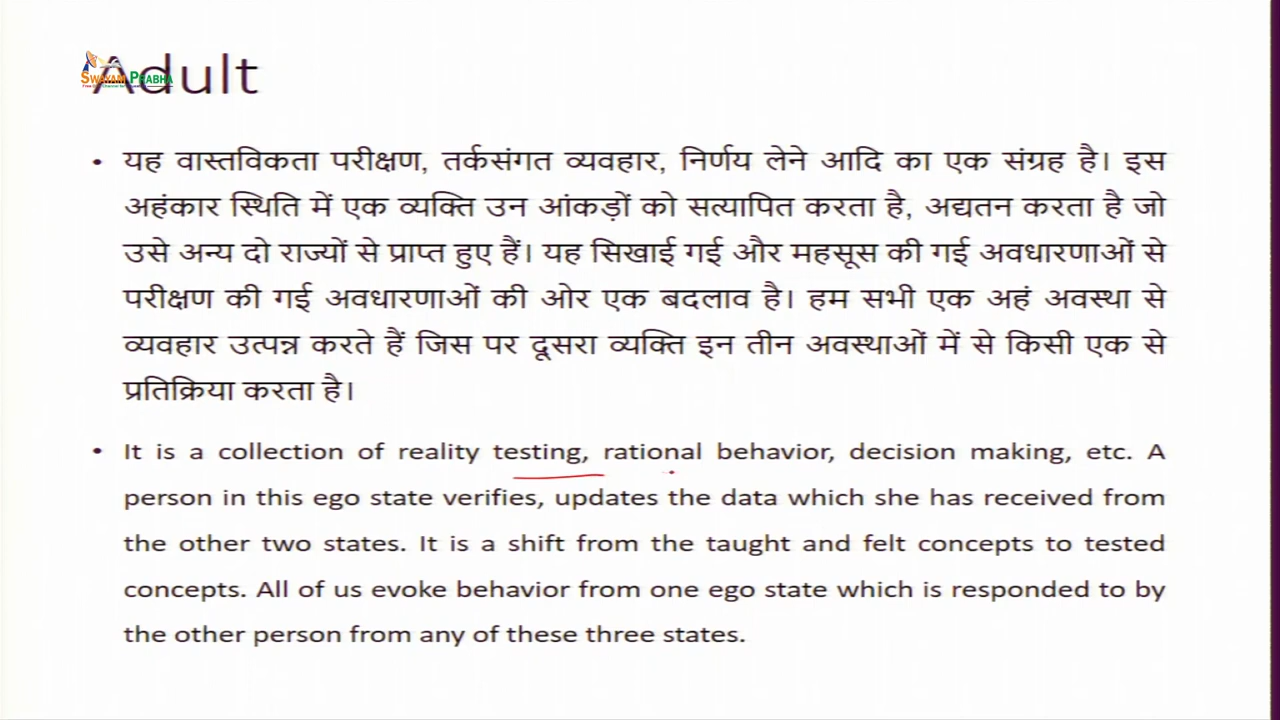 Adult
SWAYAM PRABHA
• यह वास्तविकता परीक्षण, तर्कसंगत व्यवहार, निर्णय लेने आदि का एक संग्रह है। इस
अहंकार स्थिति में एक व्यक्ति उन आंकड़ों को सत्यापित करता है, अद्यतन करता है जो
उसे अन्य दो राज्यों से प्राप्त हुए हैं। यह सिखाई गई और महसूस की गई अवधारणाओं से
परीक्षण की गई अवधारणाओं की ओर एक बदलाव है। हम सभी एक अहं अवस्था से
व्यवहार उत्पन्न करते हैं जिस पर दूसरा व्यक्ति इन तीन अवस्थाओं में से किसी एक से
प्रतिक्रिया करता है।
• It is a collection of reality testing, rational behavior, decision making, etc. A
person in this ego state verifies, updates the data which she has received from
the other two states. It is a shift from the taught and felt concepts to tested
concepts. All of us evoke behavior from one ego state which is responded to by
the other person from any of these three states.